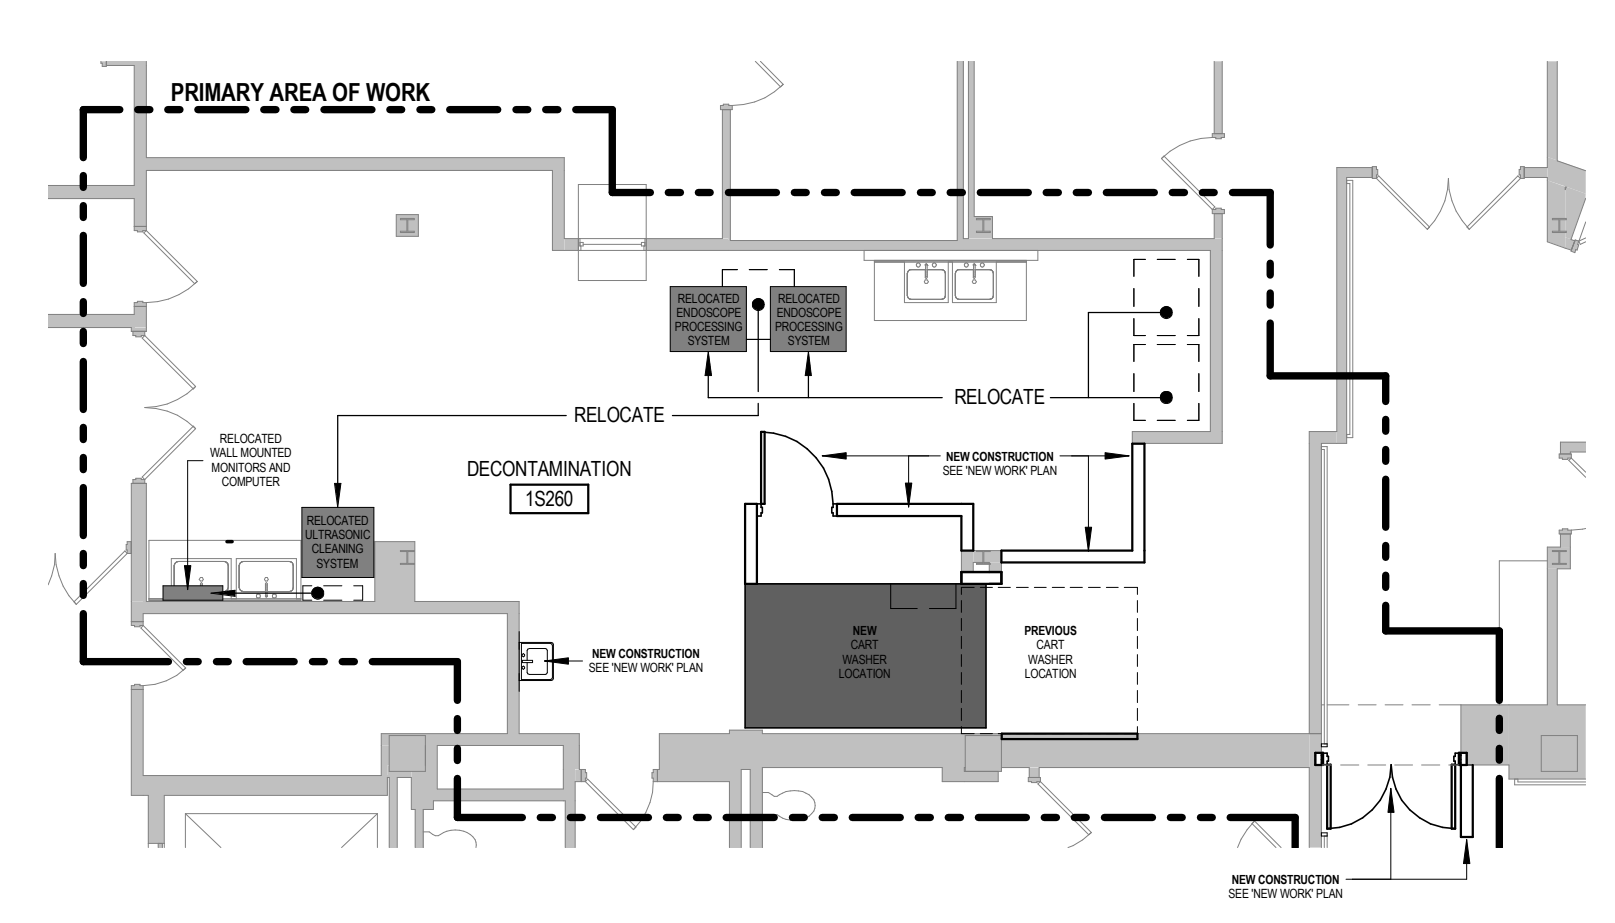 PRIMARY AREA OF WORK
RELOCATED
ENDOSCOPE
PROCESSING
SYSTEM
RELOCATED
ENDOSCOPE
PROCESSING
SYSTEM
RELOCATE
RELOCATE
RELOCATED
WALL MOUNTED
MONITORS AND
COMPUTER
DECONTAMINATION
1S260
NEW CONSTRUCTION
SEE 'NEW WORK' PLAN
RELOCATED
ULTRASONIC
CLEANING
SYSTEM
NEW CONSTRUCTION
SEE 'NEW WORK' PLAN
NEW
CART
WASHER
LOCATION
PREVIOUS
CART
WASHER
LOCATION
NEW CONSTRUCTION
SEE 'NEW WORK' PLAN